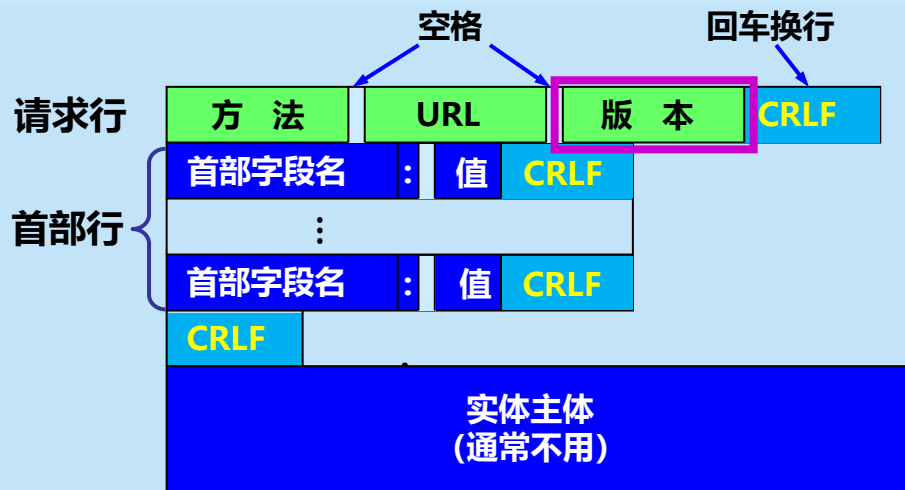 空格 回车换行
请求行 方 法 URL 版 本 CRLF
首部字段名 : 值 CRLF
首部行 ⋮
首部字段名 : 值 CRLF
CRLF
实体主体
(通常不用)